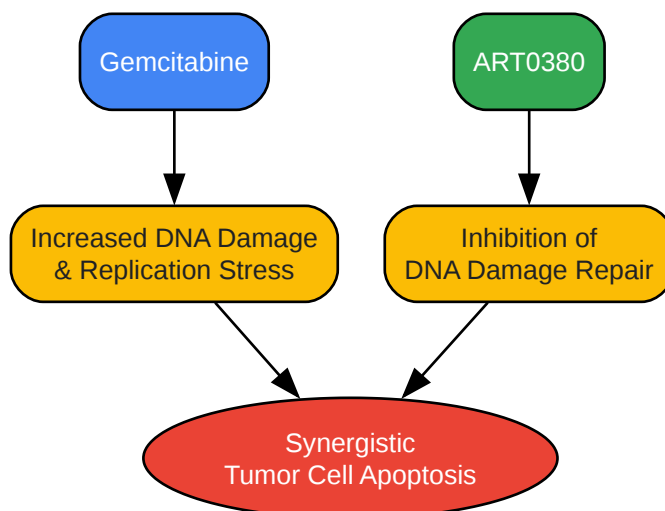 Gemcitabine
ART0380
Increased DNA Damage
& Replication Stress
Inhibition of
DNA Damage Repair
Synergistic
Tumor Cell Apoptosis